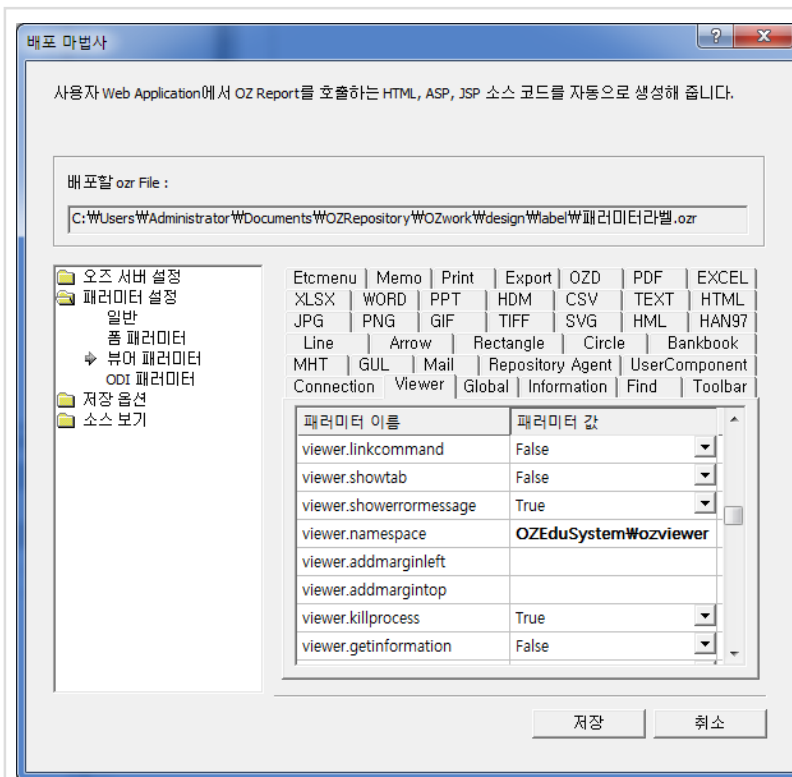 배포 마법사
사용자 Web Application에서 OZ Report를 호출하는 HTML, ASP, JSP 소스 코드를 자동으로 생성해 줍니다.
배포할 ozr File :
C:₩Users₩Administrator₩Documents₩OZRepository₩OZwork₩design₩label₩패러미터라벨.ozr
오즈 서버 설정
패러미터 설정
일반
폼 패러미터
뷰어 패러미터
ODI 패러미터
저장 옵션
소스 보기
Etcmenu Memo Print Export OZD PDF EXCEL
XLSX WORD PPT HDM CSV TEXT HTML
JPG PNG GIF TIFF SVG HML HAN97
Line Arrow Rectangle Circle Bankbook
MHT GUL Mail Repository Agent UserComponent
Connection Viewer Global Information Find Toolbar
패러미터 이름 패러미터 값
viewer.linkcommand False
viewer.showtab False
viewer.showerrormessage True
viewer.namespace OZEduSystem₩ozviewer
viewer.addmarginleft
viewer.addmargintop
viewer.killprocess True
viewer.getinformation False
저장 취소